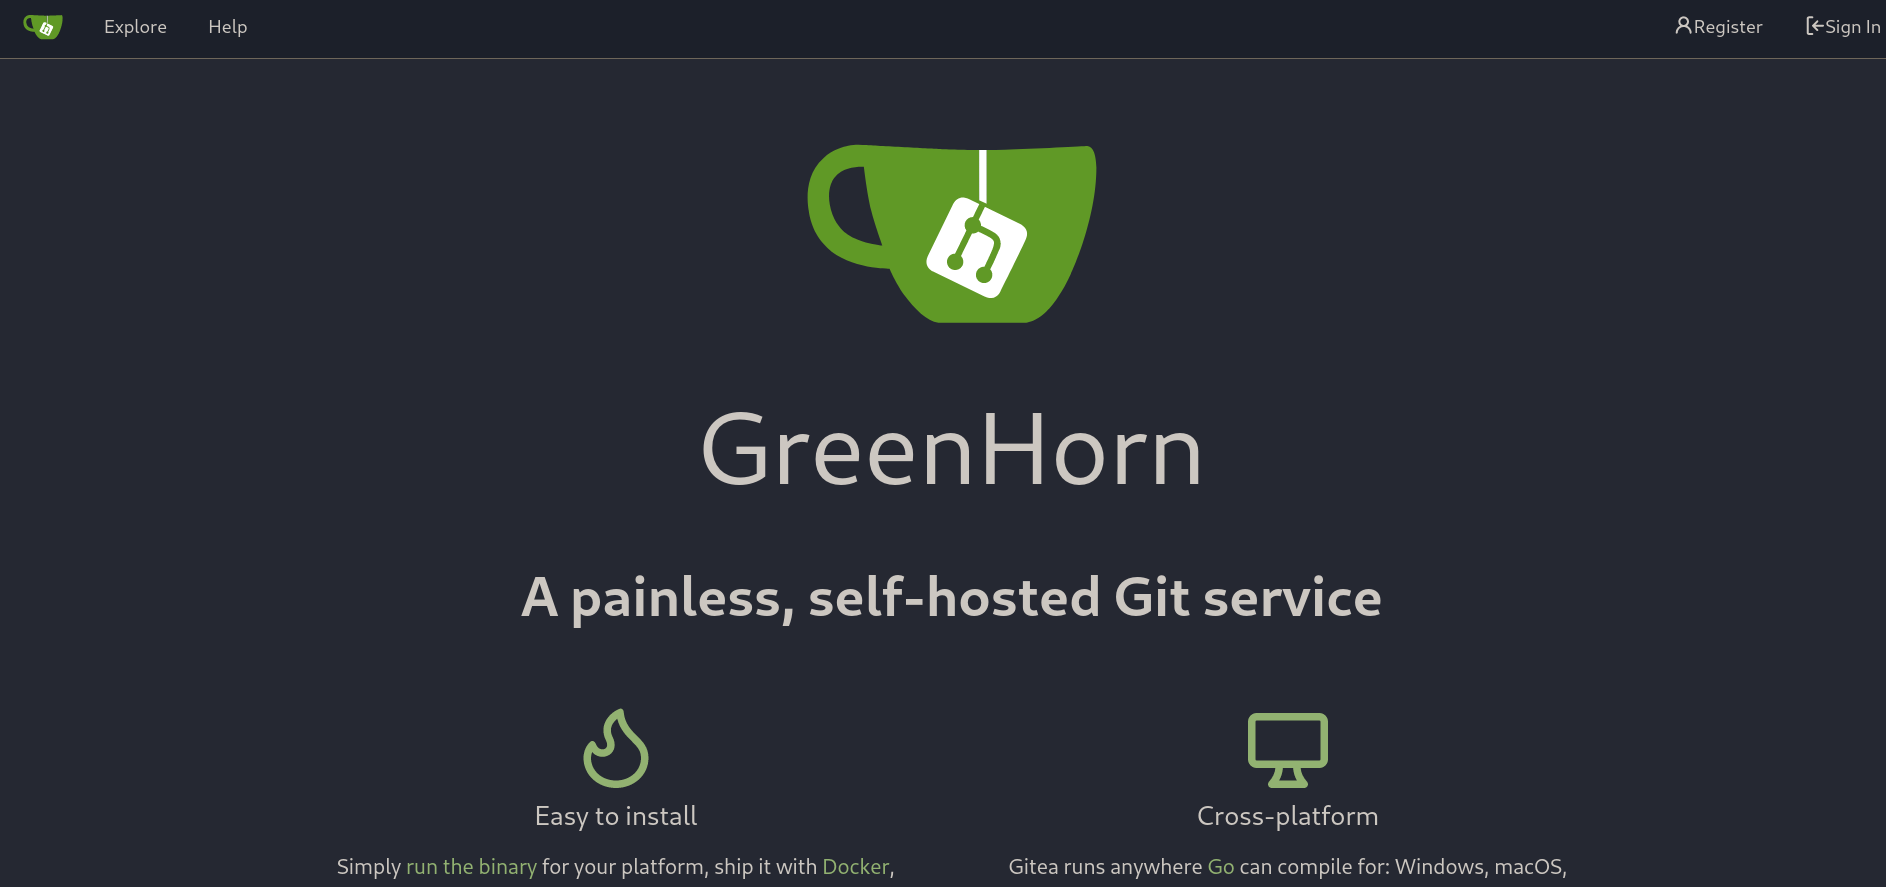 Explore Help Register Sign In
GreenHorn
A painless, self-hosted Git service
Easy to install
Simply run the binary for your platform, ship it with Docker,
Cross-platform
Gitea runs anywhere Go can compile for: Windows, macOS,